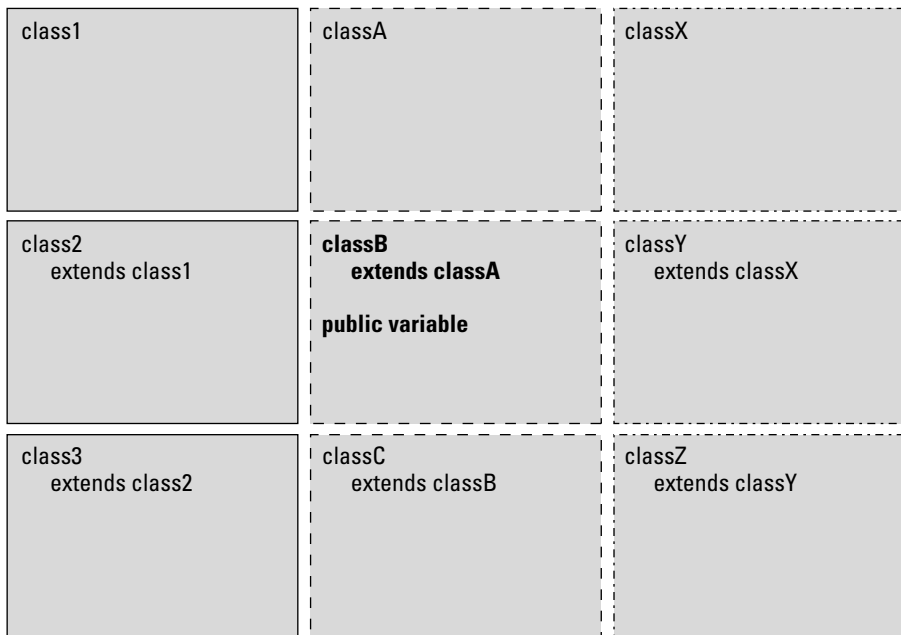 class1
classA
classX
class2
extends class1
classB
extends classA
public variable
classY
extends classX
class3
extends class2
classC
extends classB
classZ
extends classY